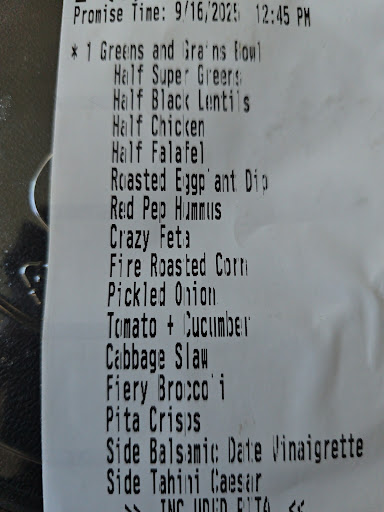 Promise Time: 9/16/2025 12:45 PM
* 1 Greens and Grains Bowl
Half Super Greens
Half Black Lentils
Half Chicken
Half Falafel
Roasted Eggplant Dip
Red Pep Hummus
Crazy Feta
Fire Roasted Corn
Pickled Onion
Tomato + Cucumber
Cabbage Slaw
Fiery Broccoli
Pita Crisps
Side Balsamic Date Vinaigrette
Side Tahini Caesar
>> INCLUDED PITA <<